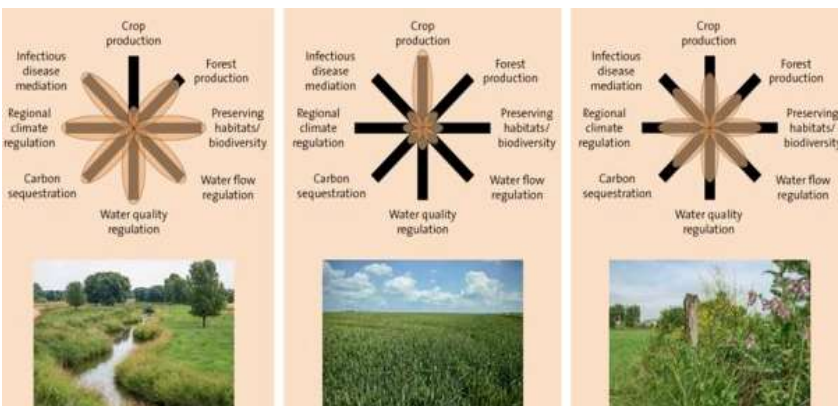 Crop
production
Infectious
disease
mediation
Forest
production
Regional
climate
regulation
Preserving
habitats/
biodiversity
Carbon
sequestration
Water flow
regulation
Water quality
regulation
Crop
production
Infectious
disease
mediation
Forest
production
Regional
climate
regulation
Preserving
habitats/
biodiversity
Carbon
sequestration
Water flow
regulation
Water quality
regulation
Crop
production
Infectious
disease
mediation
Forest
production
Regional
climate
regulation
Preserving
habitats/
biodiversity
Carbon
sequestration
Water flow
regulation
Water quality
regulation